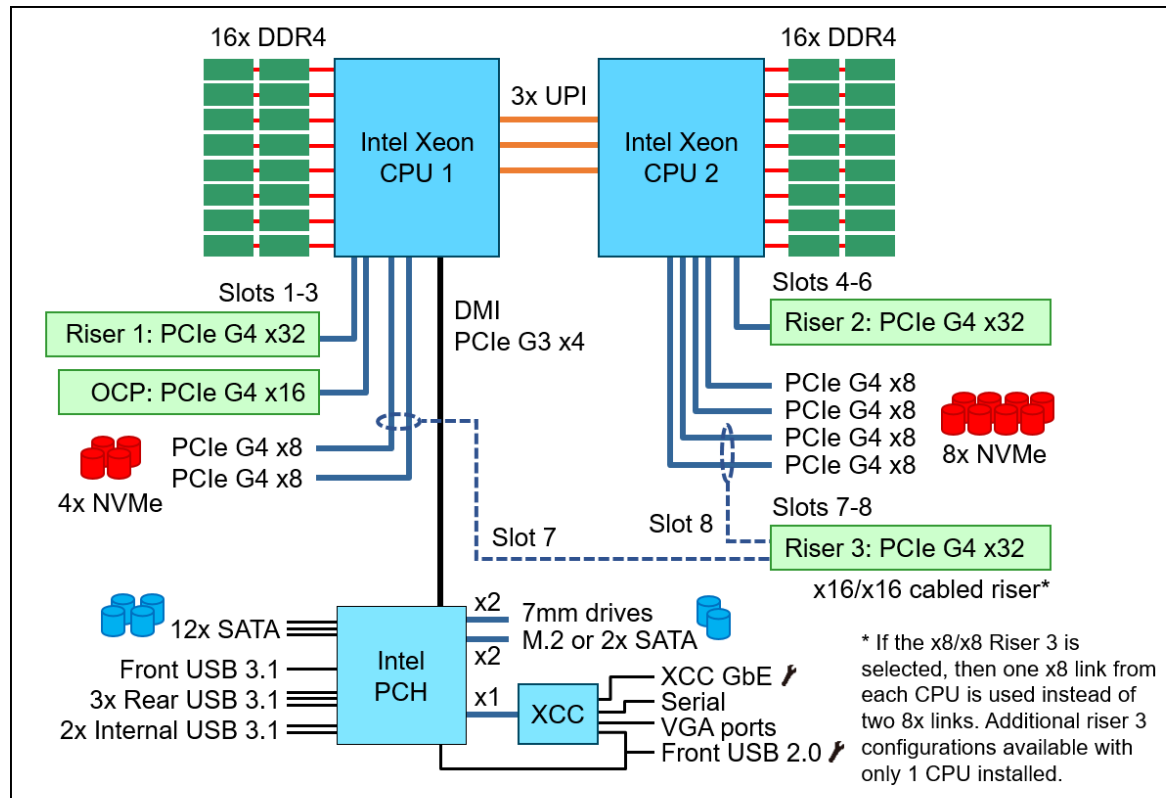 16x DDR4
16x DDR4
3x UPI
Intel Xeon
CPU 1
Intel Xeon
CPU 2
Slots 1-3
Riser 1: PCIe G4 x32
OCP: PCIe G4 x16
PCIe G4 x8
PCIe G4 x8
4x NVMe
DMI
PCIe G3 x4
Slots 4-6
Riser 2: PCIe G4 x32
PCIe G4 x8
PCIe G4 x8
PCIe G4 x8
PCIe G4 x8
8x NVMe
Slot 7
Slot 8
Slots 7-8
Riser 3: PCIe G4 x32
x16/x16 cabled riser*
12x SATA
Front USB 3.1
3x Rear USB 3.1
2x Internal USB 3.1
Intel
PCH
x2
7mm drives
M.2 or 2x SATA
x2
x1
XCC
XCC GbE
Serial
VGA ports
Front USB 2.0
* If the x8/x8 Riser 3 is
selected, then one x8 link from
each CPU is used instead of
two 8x links. Additional riser 3
configurations available with
only 1 CPU installed.